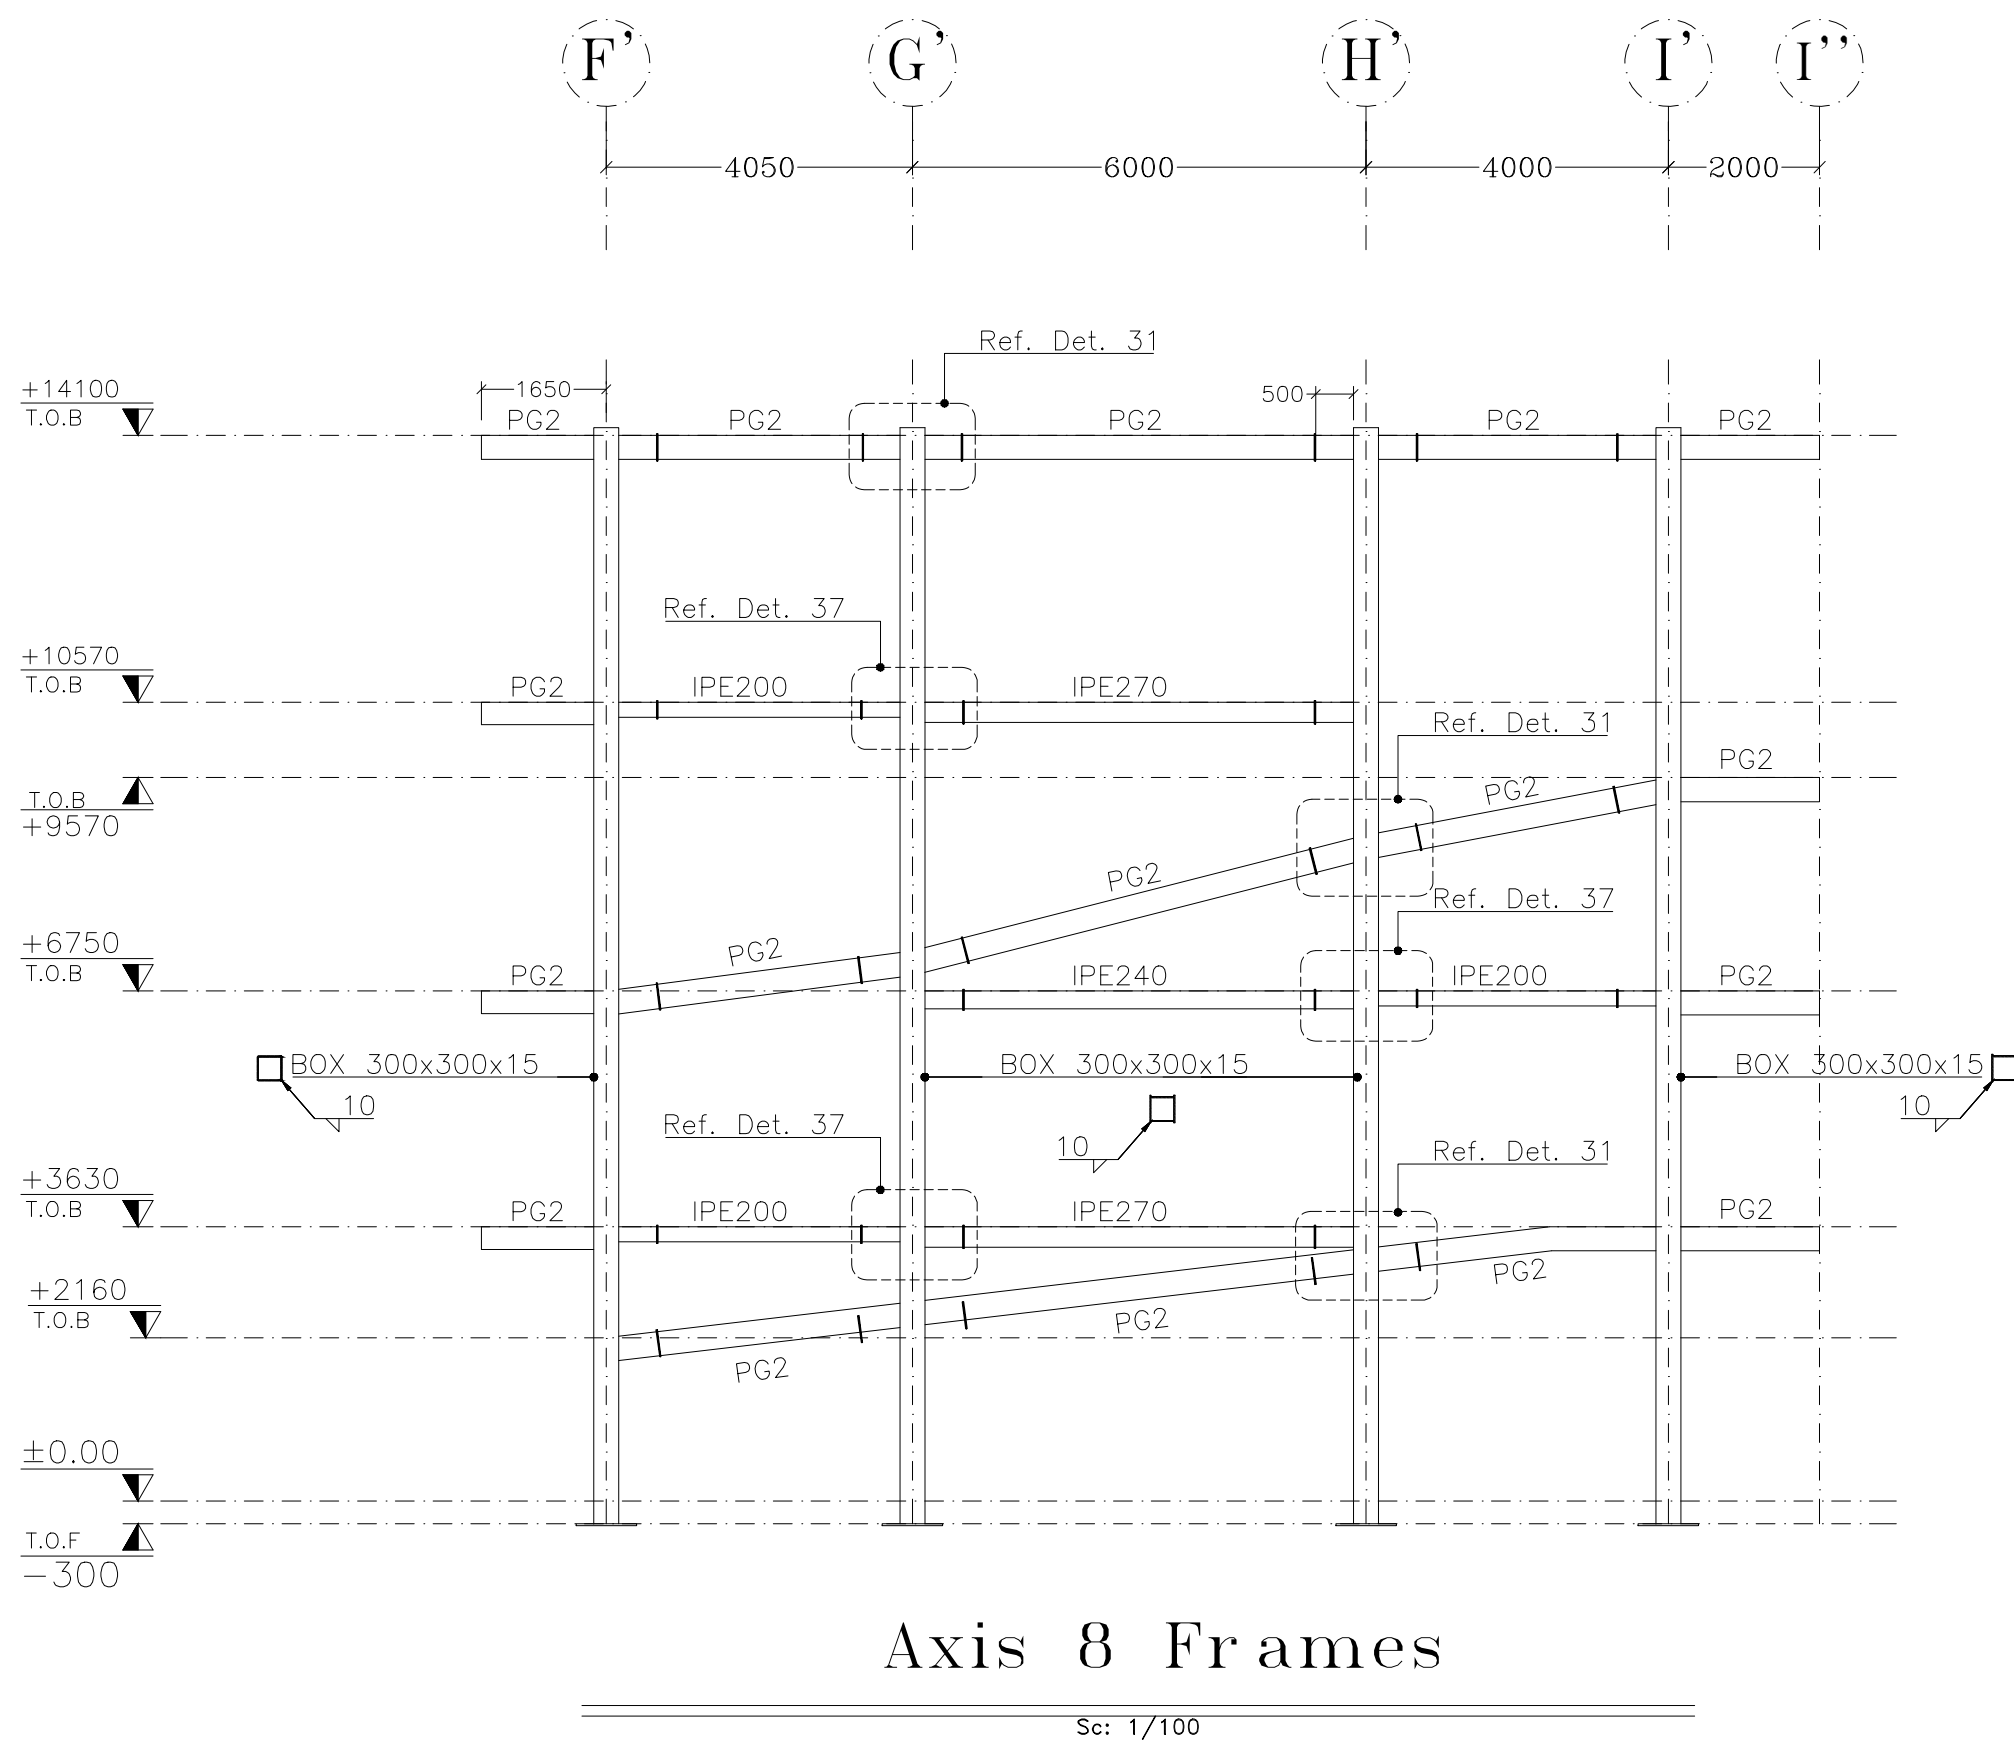 F' G' H' I' I''
4050 6000 4000 2000
Ref. Det. 31
+14100
T.O.B
1650
500
PG2 PG2 PG2 PG2 PG2
Ref. Det. 37
+10570
T.O.B
PG2 IPE200 IPE270
Ref. Det. 31
T.O.B
+9570
PG2
PG2
PG2
Ref. Det. 37
+6750
T.O.B
PG2
PG2 IPE240 IPE200 PG2
BOX 300x300x15 BOX 300x300x15 BOX 300x300x15
10 10
10
Ref. Det. 37
Ref. Det. 31
+3630
T.O.B
PG2 IPE200 IPE270 PG2
PG2
+2160
T.O.B
PG2
PG2
±0.00
T.O.F
-300
Axis 8 Frames
Sc: 1/100